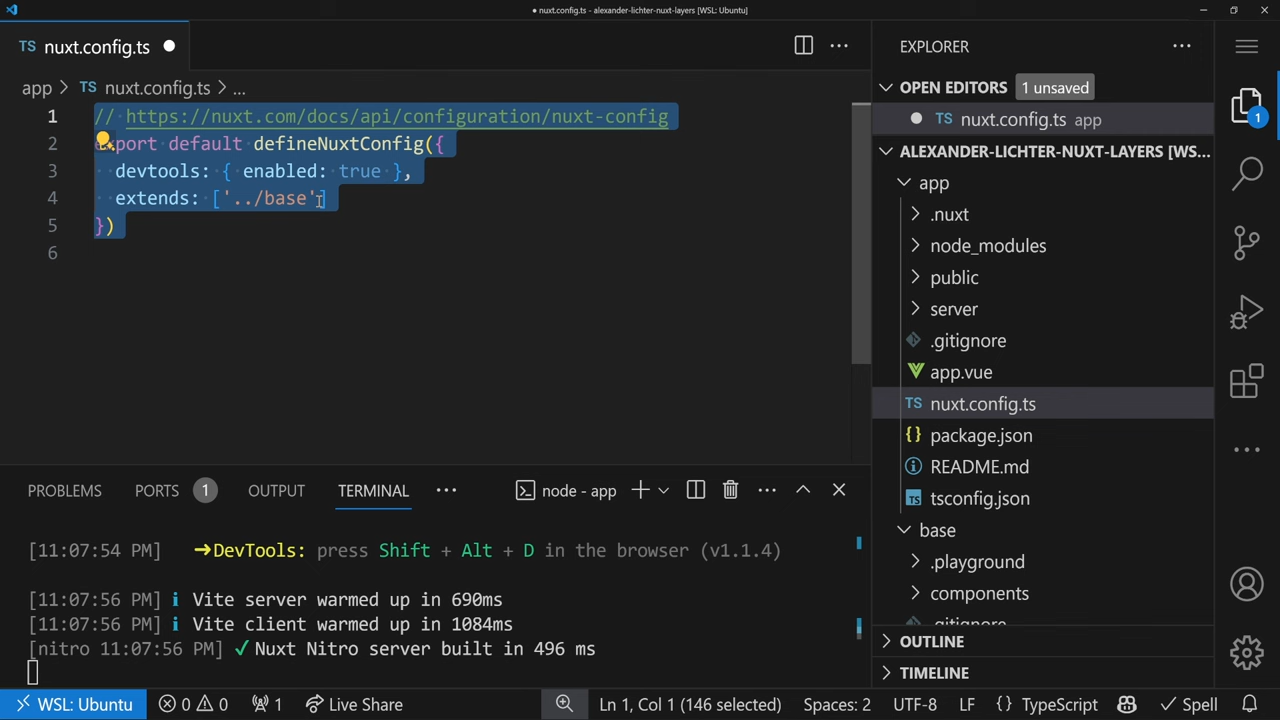 nuxt.config.ts - alexander-lichter-nuxt-layers [WSL: Ubuntu]
TS nuxt.config.ts
app > TS nuxt.config.ts > ...
1 // https://nuxt.com/docs/api/configuration/nuxt-config
2 export default defineNuxtConfig({
3 devtools: { enabled: true },
4 extends: ['../base']
5 })
6
PROBLEMS PORTS 1 OUTPUT TERMINAL ... node - app
[11:07:54 PM] ➜DevTools: press Shift + Alt + D in the browser (v1.1.4)
[11:07:56 PM] ℹ Vite server warmed up in 690ms
[11:07:56 PM] ℹ Vite client warmed up in 1084ms
[nitro 11:07:56 PM] ✓Nuxt Nitro server built in 496 ms
EXPLORER
OPEN EDITORS 1 unsaved
nuxt.config.ts app
ALEXANDER-LICHTER-NUXT-LAYERS [WS...
app
.nuxt
node_modules
public
server
.gitignore
app.vue
TS nuxt.config.ts
{} package.json
README.md
TS tsconfig.json
base
.playground
components
.gitignore
OUTLINE
TIMELINE
1
WSL: Ubuntu 0 0 1 Live Share Ln 1, Col 1 (146 selected) Spaces: 2 UTF-8 LF {} TypeScript Spell